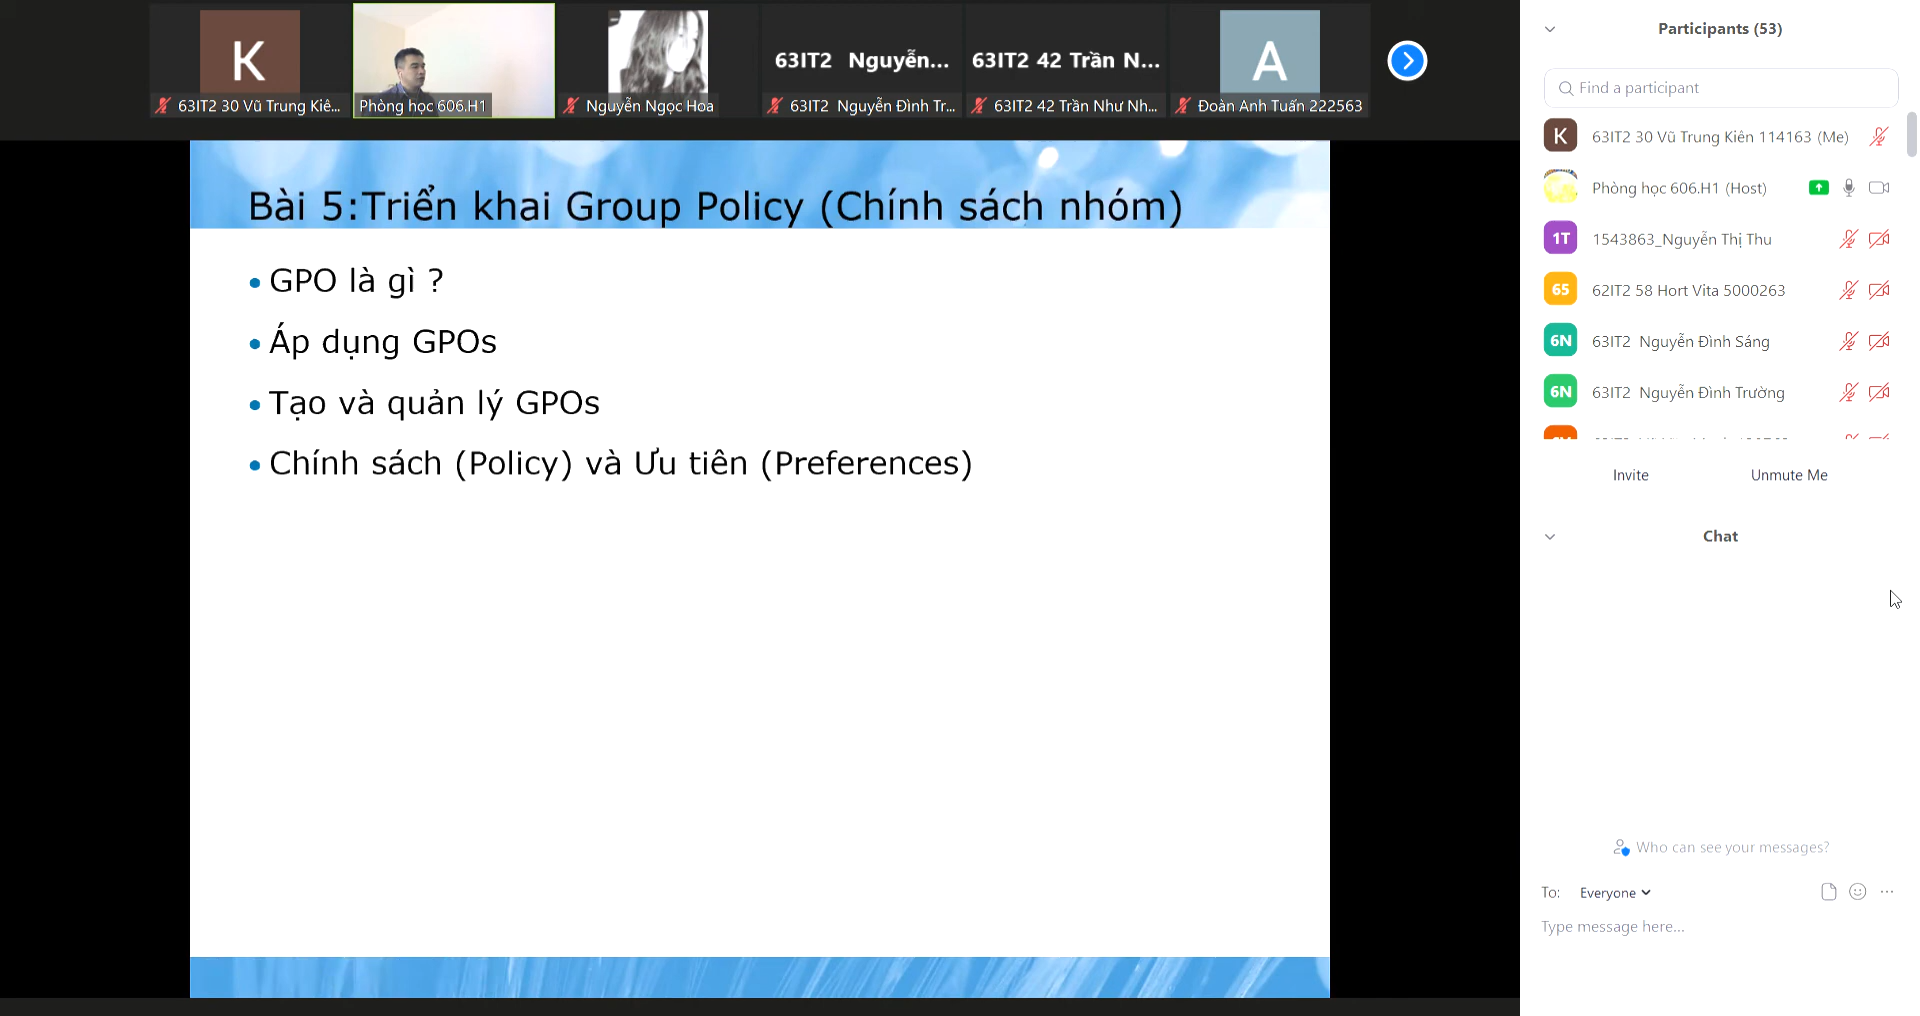 K
63IT2 30 Vũ Trung Kiê...
Phòng học 606.H1
Nguyễn Ngọc Hoa
63IT2 Nguyễn...
63IT2 Nguyễn Đình Tr...
63IT2 42 Trần N...
63IT2 42 Trần Như Nh...
A
Đoàn Anh Tuấn 222563
Bài 5:Triển khai Group Policy (Chính sách nhóm)
• GPO là gì ?
• Áp dụng GPOs
• Tạo và quản lý GPOs
• Chính sách (Policy) và Ưu tiên (Preferences)
Participants (53)
Find a participant
K 63IT2 30 Vũ Trung Kiên 114163 (Me)
Phòng học 606.H1 (Host)
1T 1543863_Nguyễn Thị Thu
65 62IT2 58 Hort Vita 5000263
6N 63IT2 Nguyễn Đình Sáng
6N 63IT2 Nguyễn Đình Trường
Invite Unmute Me
Chat
Who can see your messages?
To: Everyone
Type message here...